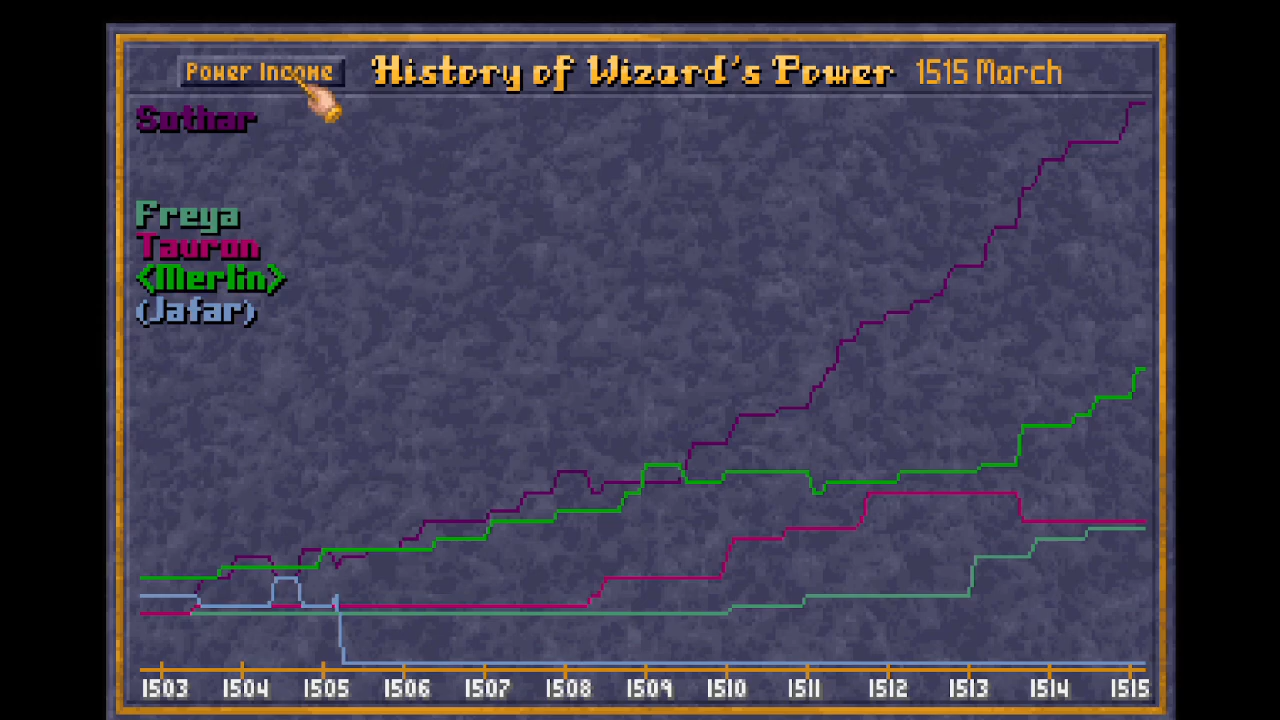 Power Income History of Wizard's Power 1515 March
Sothar
Freya
Tauron
<Merlin>
(Jafar)
1503 1504 1505 1506 1507 1508 1509 1510 1511 1512 1513 1514 1515